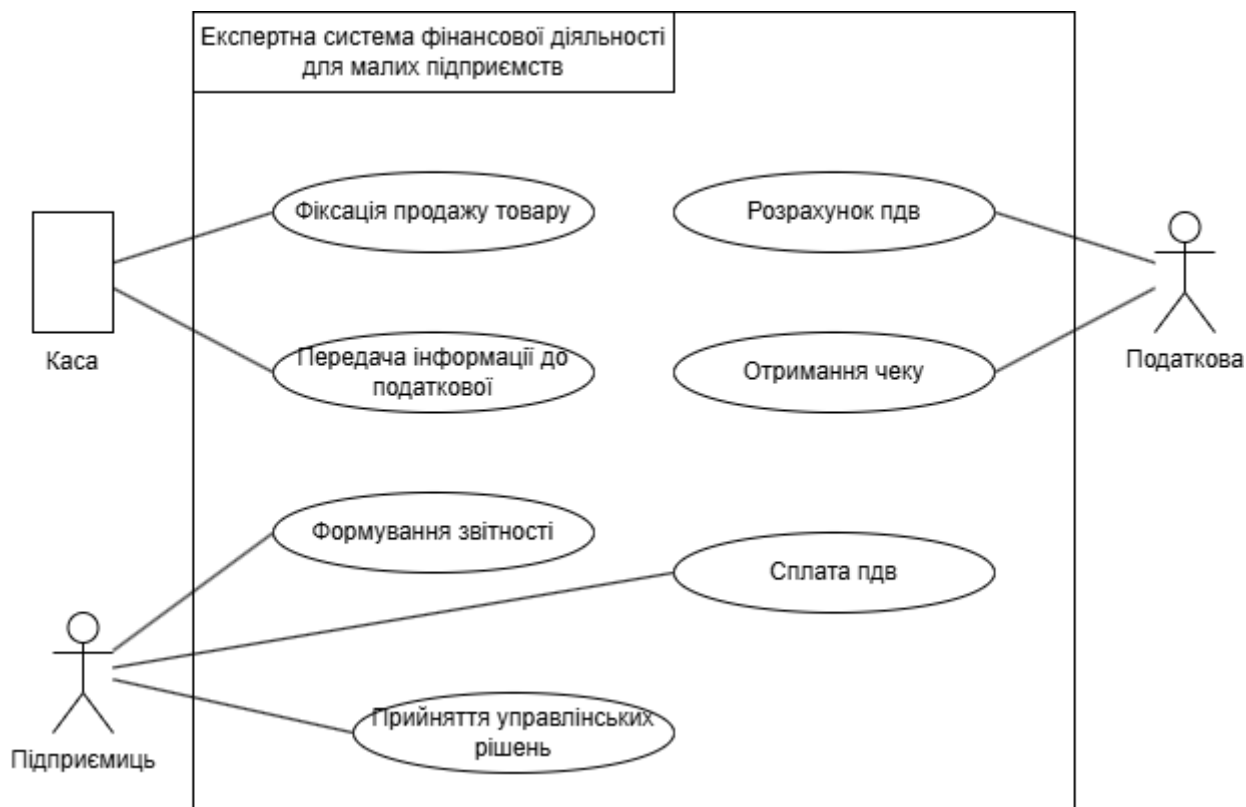 Експертна система фінансової діяльності
для малих підприємств
Фіксація продажу товару
Розрахунок пдв
Каса
Передача інформації до
податкової
Отримання чеку
Податкова
Формування звітності
Сплата пдв
Підприємиць
Прийняття управлінських
рішень